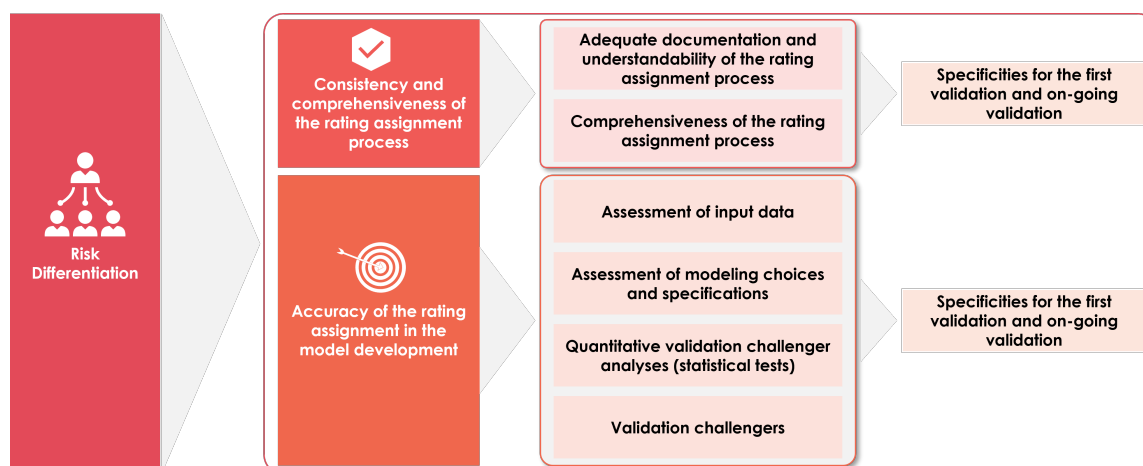 Risk
Differentiation
Consistency and
comprehensiveness of
the rating assignment
process
Adequate documentation and
understandability of the rating
assignment process
Comprehensiveness of the rating
assignment process
Specificities for the first
validation and on-going
validation
Accuracy of the rating
assignment in the
model development
Assessment of input data
Assessment of modeling choices
and specifications
Quantitative validation challenger
analyses (statistical tests)
Validation challengers
Specificities for the first
validation and on-going
validation